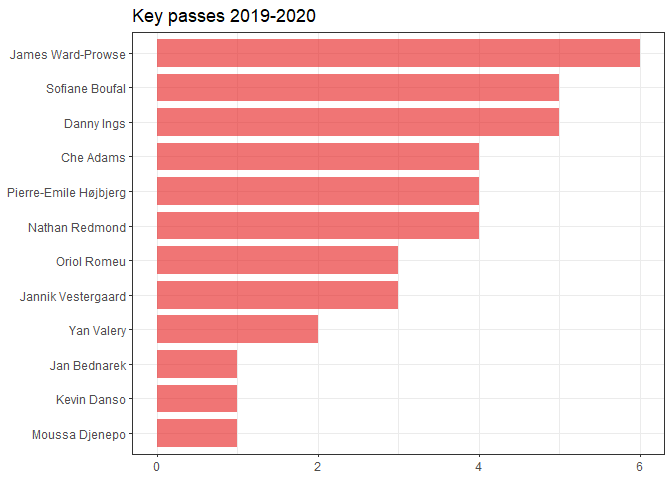 Key passes 2019-2020
James Ward-Prowse
Sofiane Boufal
Danny Ings
Che Adams
Pierre-Emile Højbjerg
Nathan Redmond
Oriol Romeu
Jannik Vestergaard
Yan Valery
Jan Bednarek
Kevin Danso
Moussa Djenepo
0 2 4 6